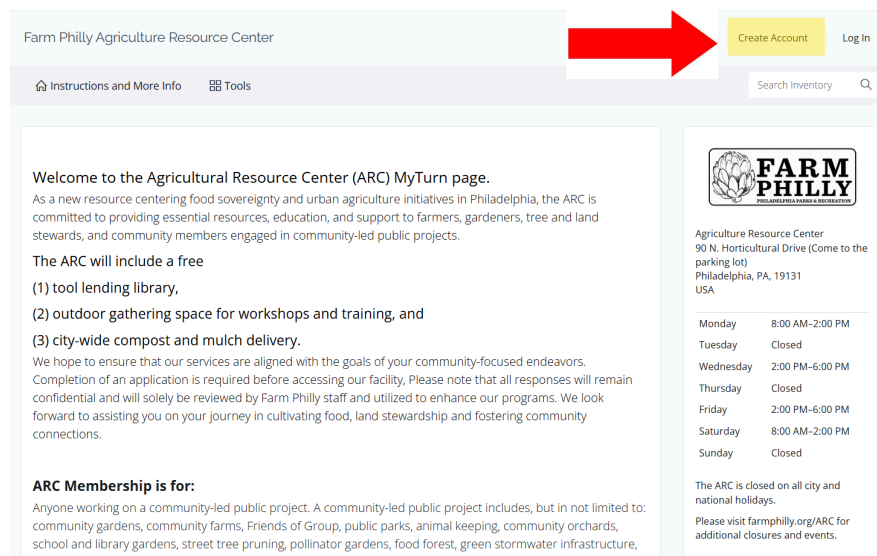 Farm Philly Agriculture Resource Center
Create Account
Log In
Instructions and More Info
Tools
Search Inventory
Welcome to the Agricultural Resource Center (ARC) MyTurn page.
As a new resource centering food sovereignty and urban agriculture initiatives in Philadelphia, the ARC is
committed to providing essential resources, education, and support to farmers, gardeners, tree and land
stewards, and community members engaged in community-led public projects.
The ARC will include a free
(1) tool lending library,
(2) outdoor gathering space for workshops and training, and
(3) city-wide compost and mulch delivery.
We hope to ensure that our services are aligned with the goals of your community-focused endeavors.
Completion of an application is required before accessing our facility, Please note that all responses will remain
confidential and will solely be reviewed by Farm Philly staff and utilized to enhance our programs. We look
forward to assisting you on your journey in cultivating food, land stewardship and fostering community
connections.
ARC Membership is for:
Anyone working on a community-led public project. A community-led public project includes, but in not limited to:
community gardens, community farms, Friends of Group, public parks, animal keeping, community orchards,
school and library gardens, street tree pruning, pollinator gardens, food forest, green stormwater infrastructure,
FARM
PHILLY
PHILADELPHIA PARKS & RECREATION
Agriculture Resource Center
90 N. Horticultural Drive (Come to the
parking lot)
Philadelphia, PA, 19131
USA
Monday 8:00 AM–2:00 PM
Tuesday Closed
Wednesday 2:00 PM–6:00 PM
Thursday Closed
Friday 2:00 PM–6:00 PM
Saturday 8:00 AM–2:00 PM
Sunday Closed
The ARC is closed on all city and
national holidays.
Please visit farmphilly.org/ARC for
additional closures and events.